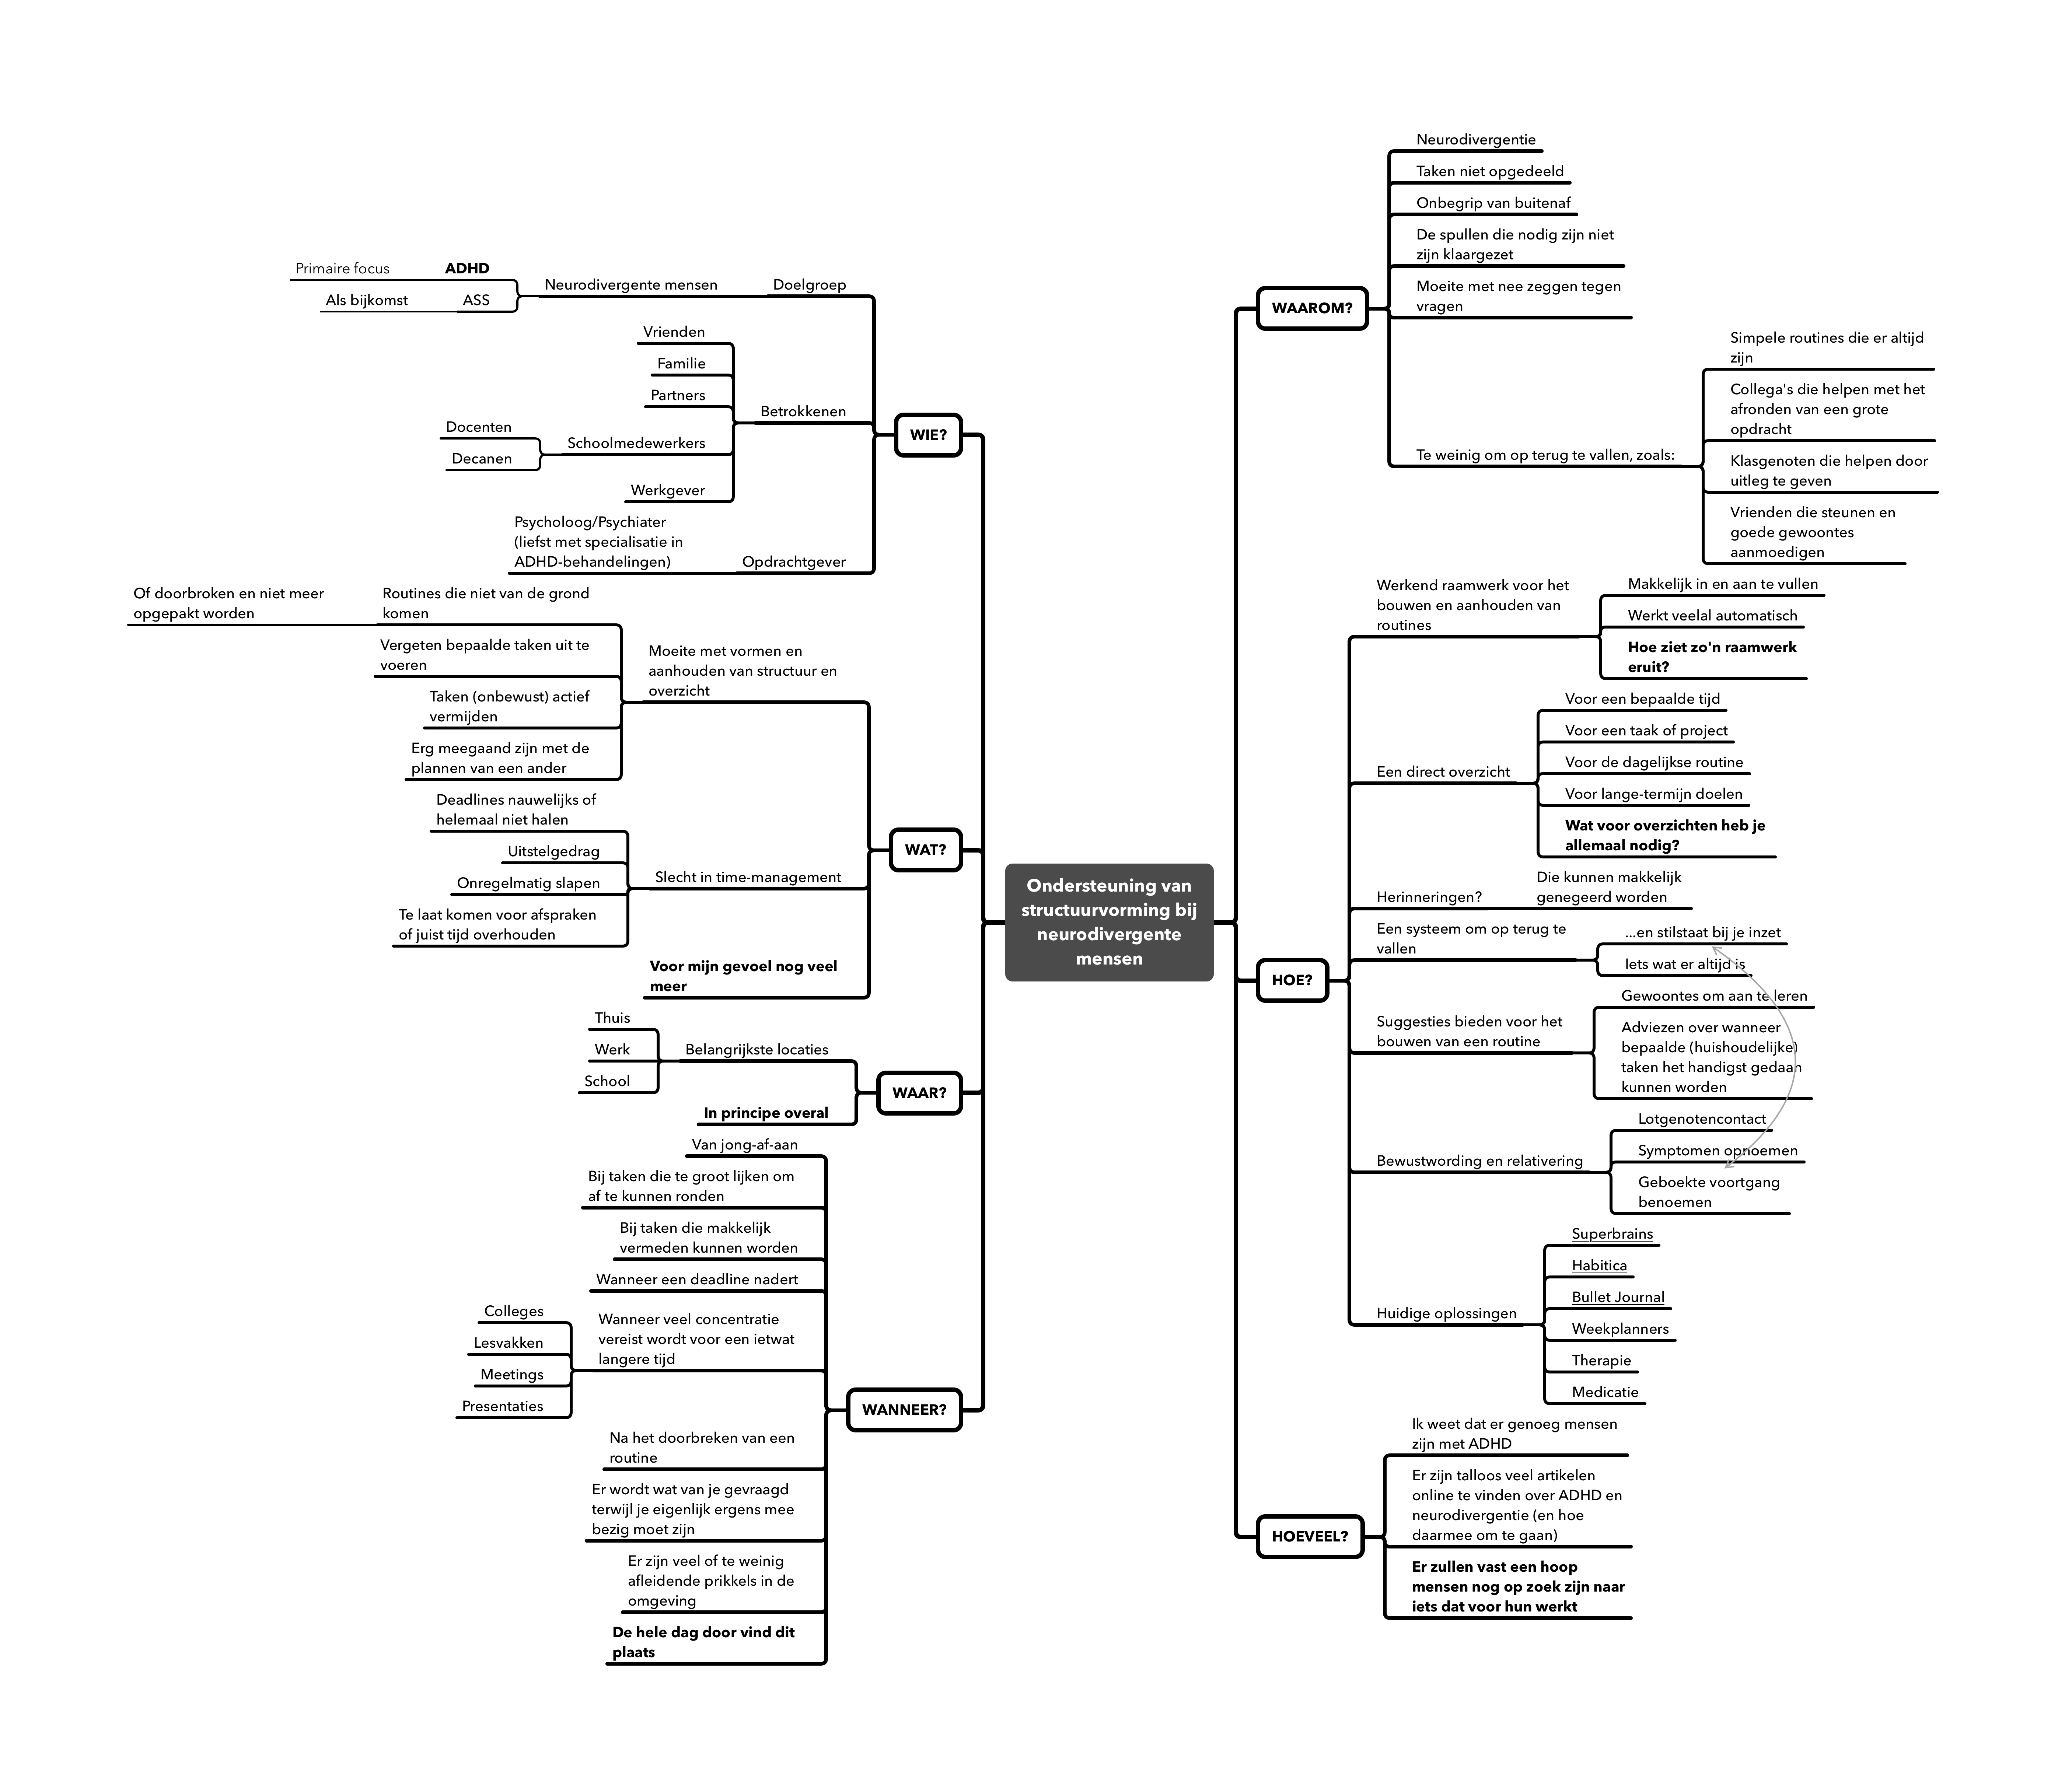 Ondersteuning van
structuurvorming bij
neurodivergente
mensen
WIE?
Doelgroep
Neurodivergente mensen
ADHD
Primaire focus
ASS
Als bijkomst
Betrokkenen
Vrienden
Familie
Partners
Schoolmedewerkers
Docenten
Decanen
Werkgever
Opdrachtgever
Psycholoog/Psychiater
(liefst met specialisatie in
ADHD-behandelingen)
WAT?
Moeite met vormen en
aanhouden van structuur en
overzicht
Routines die niet van de grond
komen
Of doorbroken en niet meer
opgepakt worden
Vergeten bepaalde taken uit te
voeren
Taken (onbewust) actief
vermijden
Erg meegaand zijn met de
plannen van een ander
Slecht in time-management
Deadlines nauwelijks of
helemaal niet halen
Uitstelgedrag
Onregelmatig slapen
Te laat komen voor afspraken
of juist tijd overhouden
Voor mijn gevoel nog veel
meer
WAAR?
Belangrijkste locaties
Thuis
Werk
School
In principe overal
WANNEER?
Van jong-af-aan
Bij taken die te groot lijken om
af te kunnen ronden
Bij taken die makkelijk
vermeden kunnen worden
Wanneer een deadline nadert
Wanneer veel concentratie
vereist wordt voor een ietwat
langere tijd
Colleges
Lesvakken
Meetings
Presentaties
Na het doorbreken van een
routine
Er wordt wat van je gevraagd
terwijl je eigenlijk ergens mee
bezig moet zijn
Er zijn veel of te weinig
afleidende prikkels in de
omgeving
De hele dag door vind dit
plaats
WAAROM?
Neurodivergentie
Taken niet opgedeeld
Onbegrip van buitenaf
De spullen die nodig zijn niet
zijn klaargezet
Moeite met nee zeggen tegen
vragen
Te weinig om op terug te vallen, zoals:
Simpele routines die er altijd
zijn
Collega's die helpen met het
afronden van een grote
opdracht
Klasgenoten die helpen door
uitleg te geven
Vrienden die steunen en
goede gewoontes
aanmoedigen
HOE?
Werkend raamwerk voor het
bouwen en aanhouden van
routines
Makkelijk in en aan te vullen
Werkt veelal automatisch
Hoe ziet zo'n raamwerk
eruit?
Een direct overzicht
Voor een bepaalde tijd
Voor een taak of project
Voor de dagelijkse routine
Voor lange-termijn doelen
Wat voor overzichten heb je
allemaal nodig?
Herinneringen?
Die kunnen makkelijk
genegeerd worden
Een systeem om op terug te
vallen
...en stilstaat bij je inzet
Iets wat er altijd is
Suggesties bieden voor het
bouwen van een routine
Gewoontes om aan te leren
Adviezen over wanneer
bepaalde (huishoudelijke)
taken het handigst gedaan
kunnen worden
Bewustwording en relativering
Lotgenotencontact
Symptomen opnoemen
Geboekte voortgang
benoemen
Huidige oplossingen
Superbrains
Habitica
Bullet Journal
Weekplanners
Therapie
Medicatie
HOEVEEL?
Ik weet dat er genoeg mensen
zijn met ADHD
Er zijn talloos veel artikelen
online te vinden over ADHD en
neurodivergentie (en hoe
daarmee om te gaan)
Er zullen vast een hoop
mensen nog op zoek zijn naar
iets dat voor hun werkt